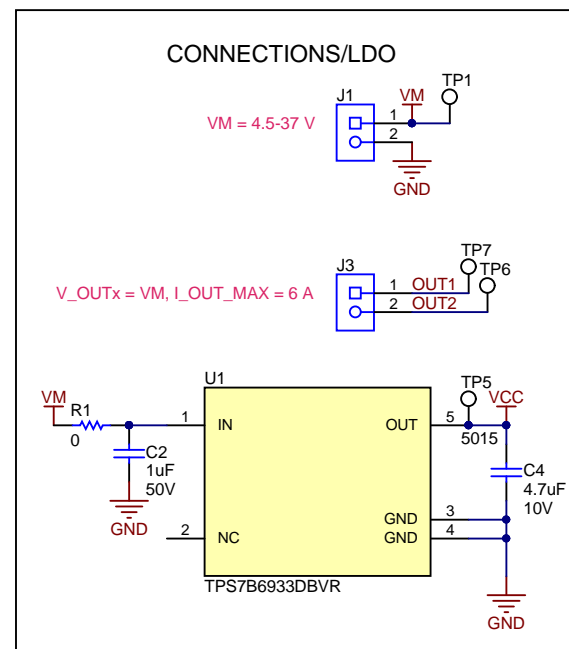 CONNECTIONS/LDO
TP1
J1
VM
VM = 4.5-37 V
1
2
GND
TP7
J3
TP6
V_OUTx = VM, I_OUT_MAX = 6 A
1
OUT1
2
OUT2
U1
TP5
VM
VCC
R1
0
1
IN
OUT
5
5015
C2
1uF
50V
C4
4.7uF
10V
GND
2
NC
GND
3
GND
4
TPS7B6933DBVR
GND